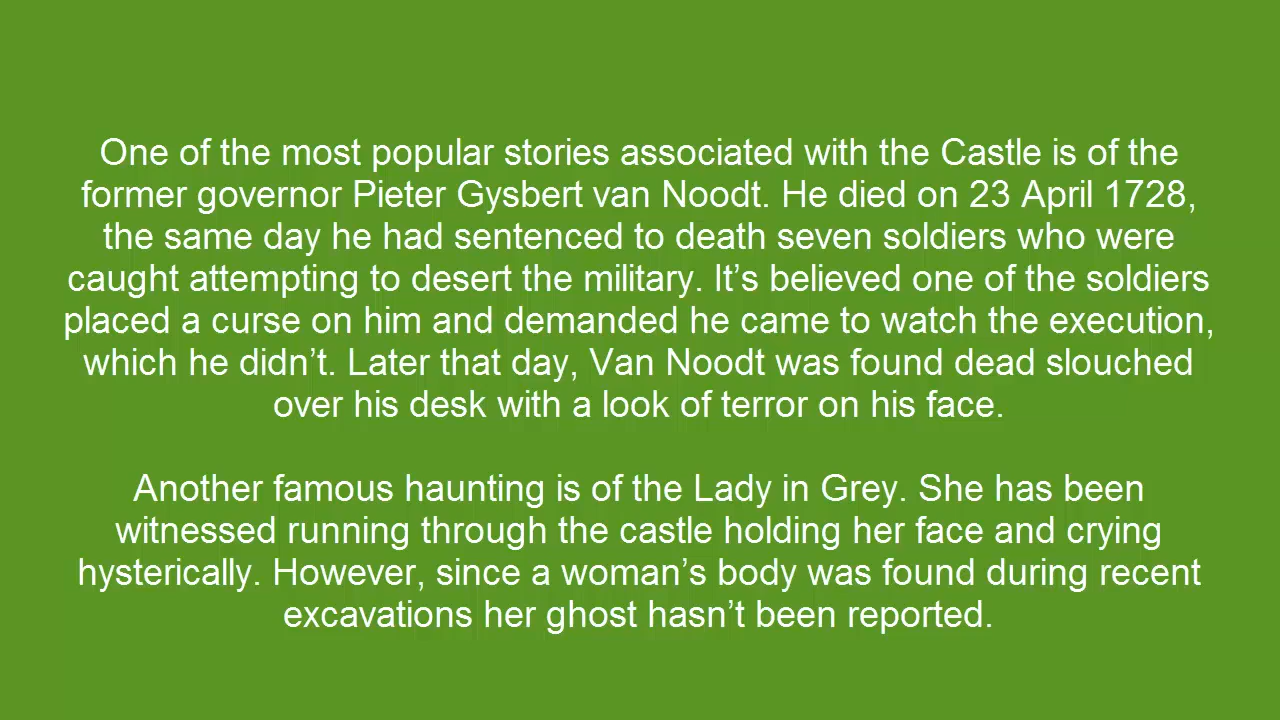 One of the most popular stories associated with the Castle is of the
former governor Pieter Gysbert van Noodt. He died on 23 April 1728,
the same day he had sentenced to death seven soldiers who were
caught attempting to desert the military. It’s believed one of the soldiers
placed a curse on him and demanded he came to watch the execution,
which he didn’t. Later that day, Van Noodt was found dead slouched
over his desk with a look of terror on his face.
Another famous haunting is of the Lady in Grey. She has been
witnessed running through the castle holding her face and crying
hysterically. However, since a woman’s body was found during recent
excavations her ghost hasn’t been reported.